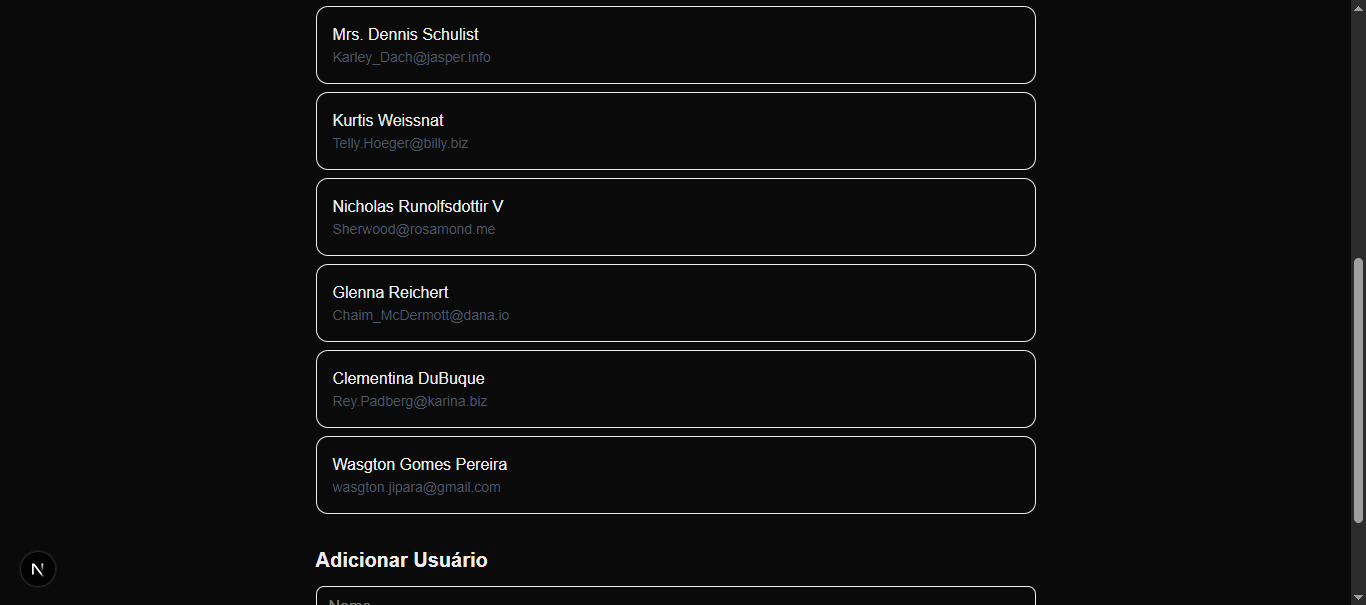 Mrs. Dennis Schulist
Karley_Dach@jasper.info
Kurtis Weissnat
Telly.Hoeger@billy.biz
Nicholas Runolfsdottir V
Sherwood@rosamond.me
Glenna Reichert
Chaim_McDermott@dana.io
Clementina DuBuque
Rey.Padberg@karina.biz
Wasgton Gomes Pereira
wasgton.jipara@gmail.com
Adicionar Usuário
N
Nome